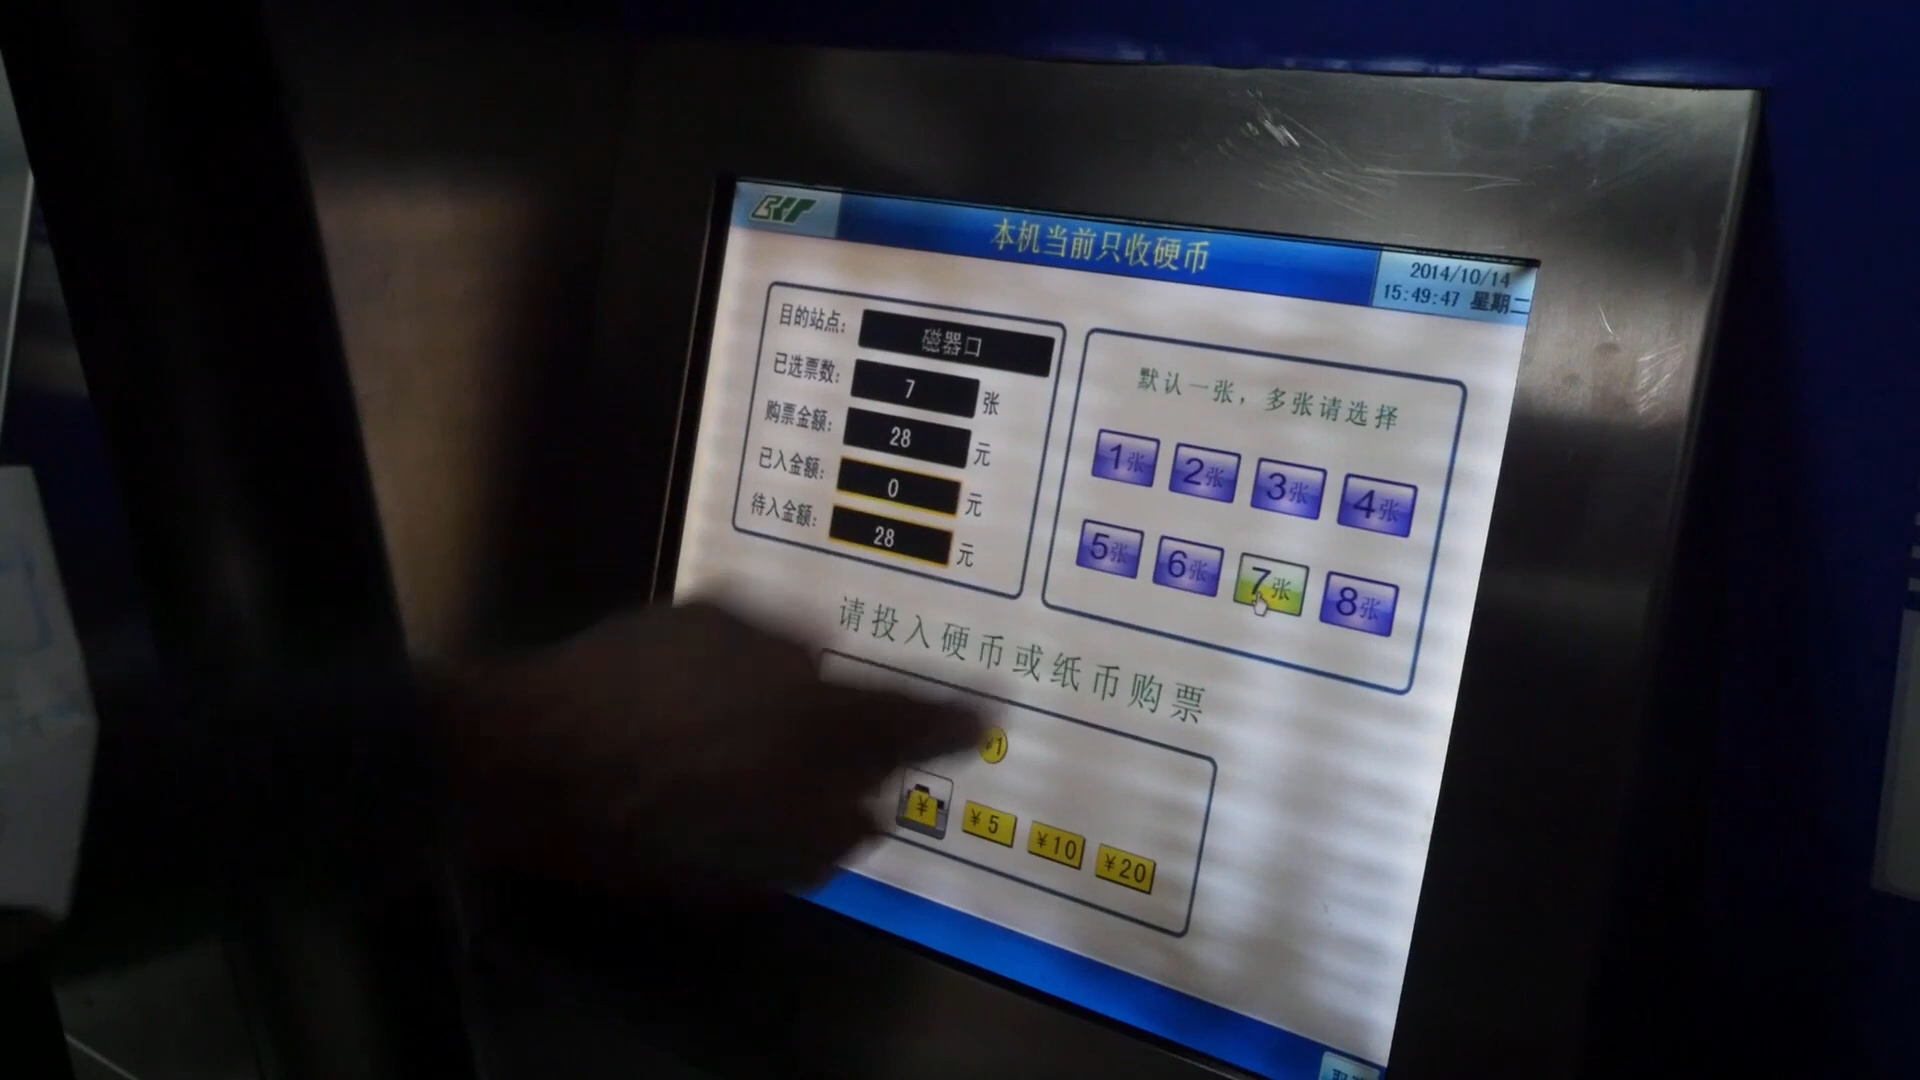 CRT
本机当前只收硬币
2014/10/14
15:49:47 星期二
目的站点: 磁器口
已选票数: 7 张
购票金额: 28 元
已入金额: 0 元
待入金额: 28 元
默认一张，多张请选择
1张 2张 3张 4张
5张 6张 7张 8张
请投入硬币或纸币购票
¥1
¥ ¥5 ¥10 ¥20